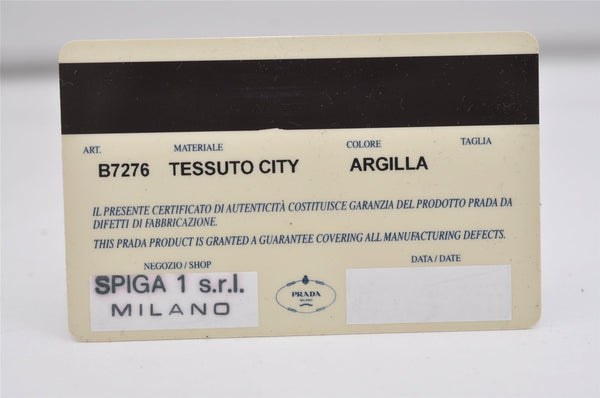 ART. MATERIALE COLORE TAGLIA
B7276 TESSUTO CITY ARGILLA
IL PRESENTE CERTIFICATO DI AUTENTICITÀ COSTITUISCE GARANZIA DEL PRODOTTO PRADA DA
DIFETTI DI FABBRICAZIONE.
THIS PRADA PRODUCT IS GRANTED A GUARANTEE COVERING ALL MANUFACTURING DEFECTS.
NEGOZIO / SHOP DATA / DATE
SPIGA 1 s.r.l.
MILANO
PRADA
MILANO